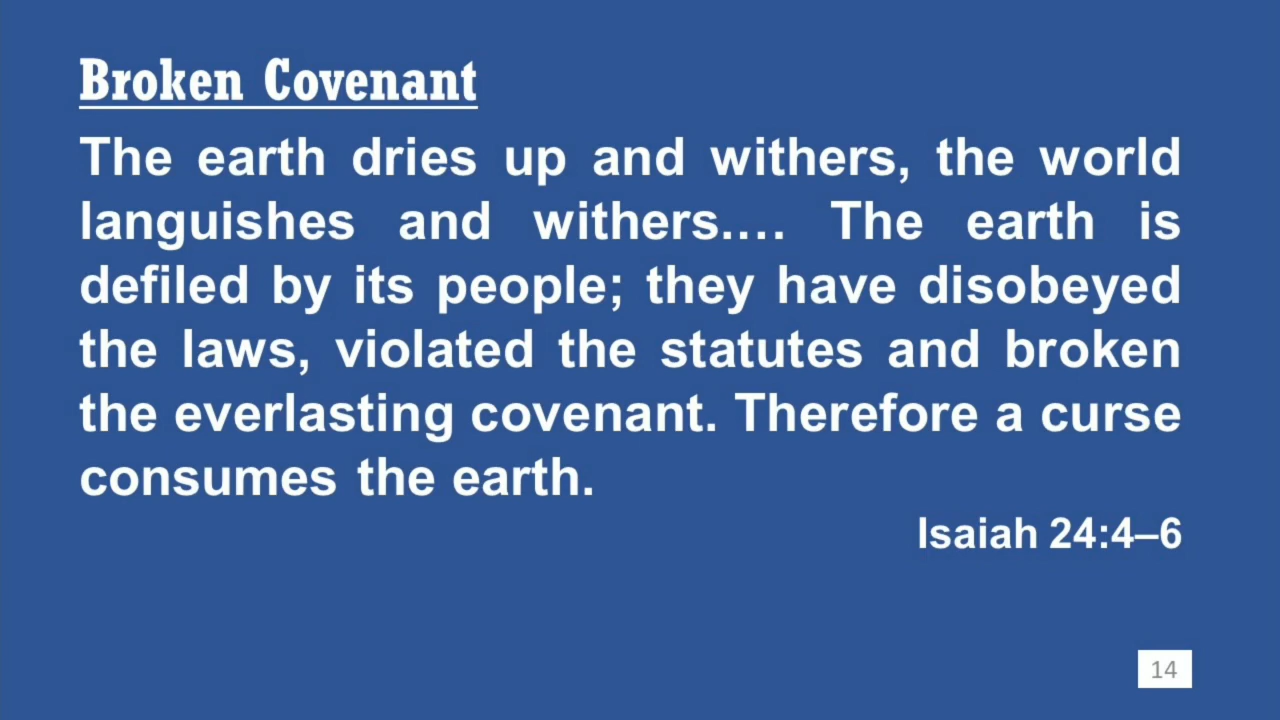 Broken Covenant
The earth dries up and withers, the world
languishes and withers.… The earth is
defiled by its people; they have disobeyed
the laws, violated the statutes and broken
the everlasting covenant. Therefore a curse
consumes the earth.
Isaiah 24:4–6
14